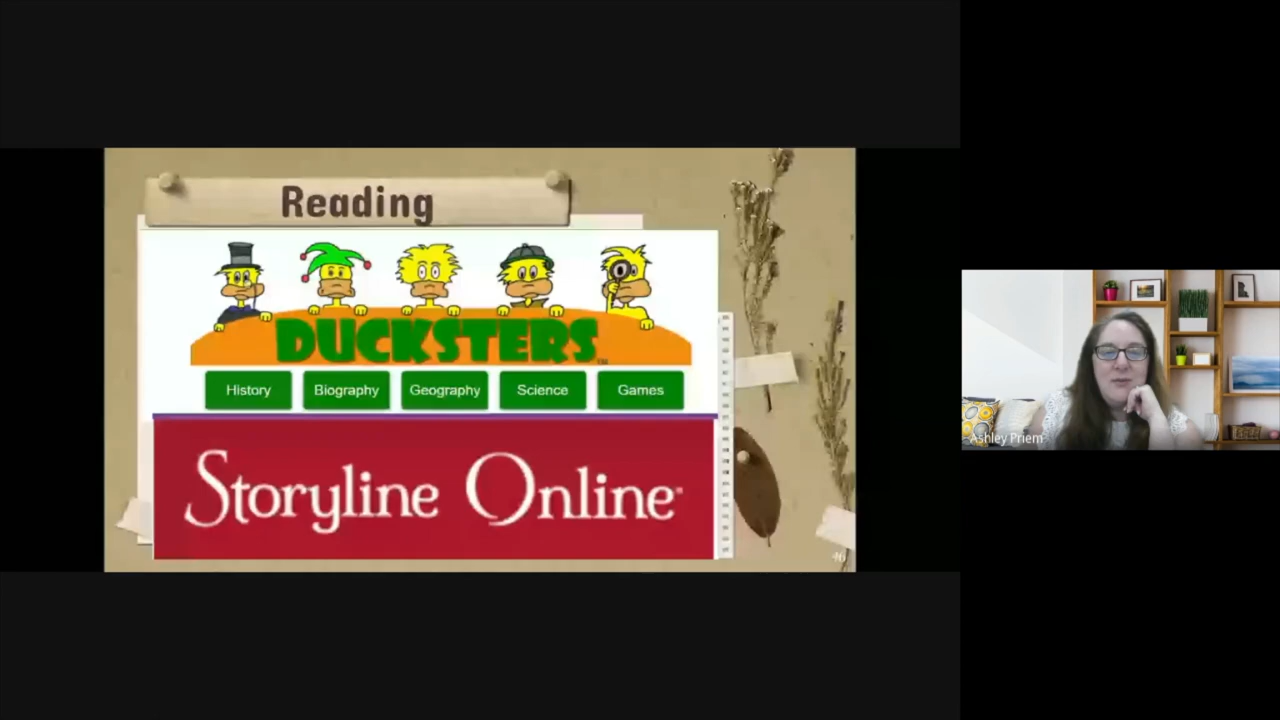 Reading
DUCKSTERS
History Biography Geography Science Games
Storyline Online
Ashley Priem